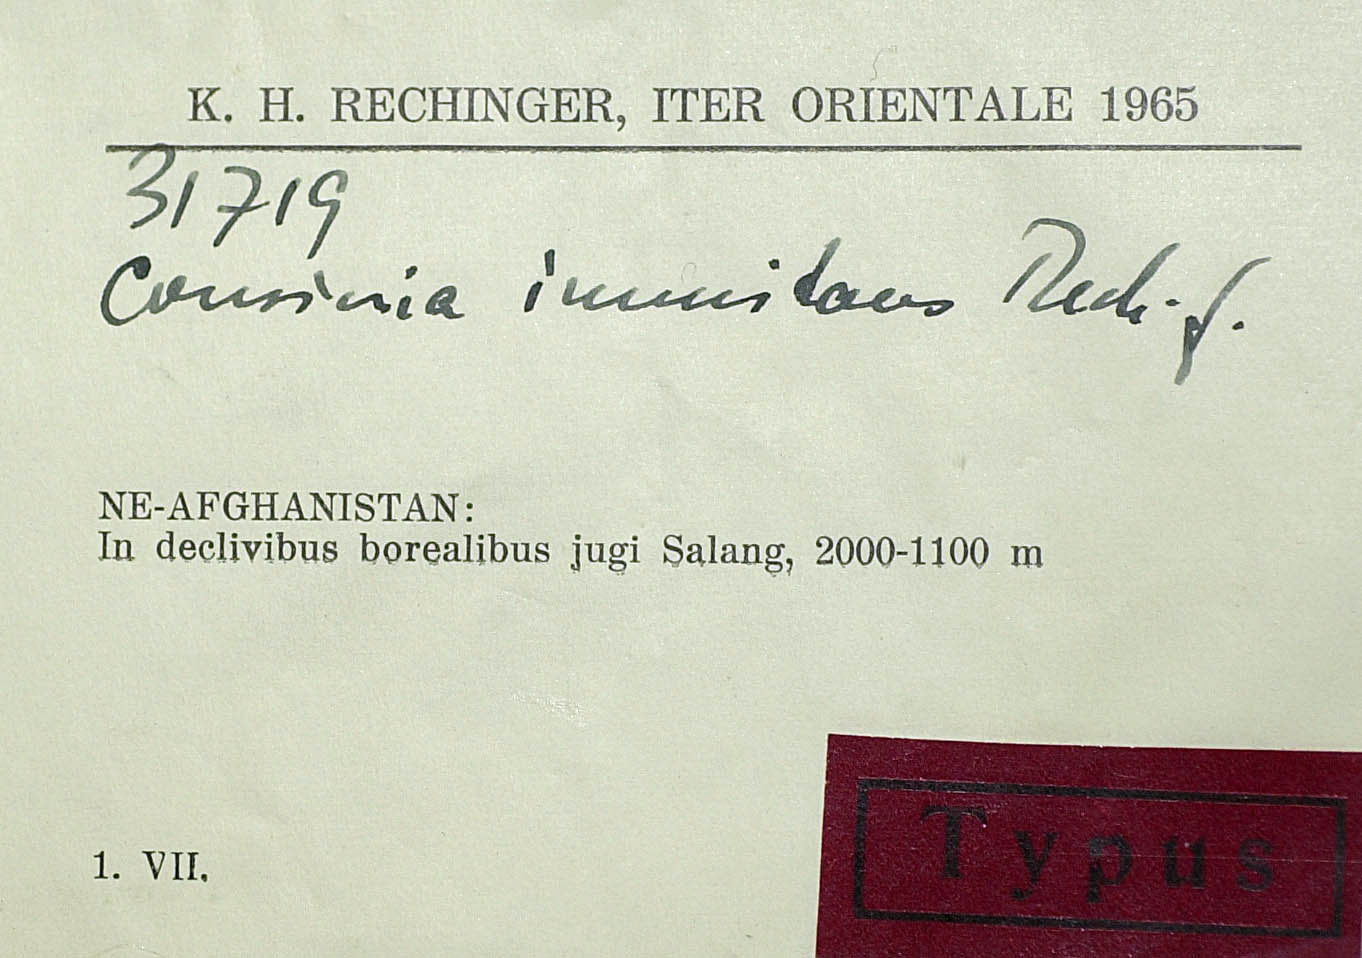 K. H. RECHINGER, ITER ORIENTALE 1965
31719
Cousinia immitans Rech. f.
NE-AFGHANISTAN:
In declivibus borealibus jugi Salang, 2000-1100 m
1. VII.
Typus